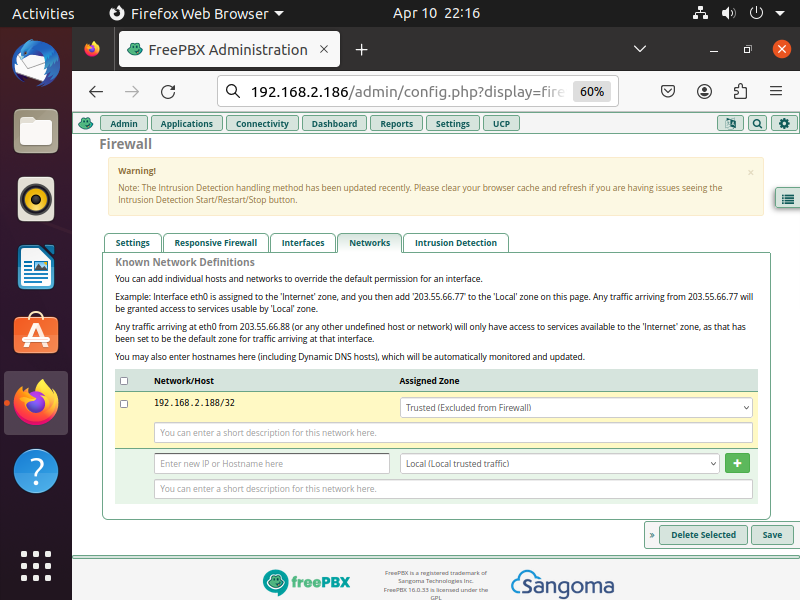 Activities
Firefox Web Browser
Apr 10 22:16
FreePBX Administration
192.168.2.186/admin/config.php?display=fire
60%
Admin
Applications
Connectivity
Dashboard
Reports
Settings
UCP
Firewall
Warning!
Note: The Intrusion Detection handling method has been updated recently. Please clear your browser cache and refresh if you are having issues seeing the
Intrusion Detection Start/Restart/Stop button.
Settings
Responsive Firewall
Interfaces
Networks
Intrusion Detection
Known Network Definitions
You can add individual hosts and networks to override the default permission for an interface.
Example: Interface eth0 is assigned to the 'Internet' zone, and you then add '203.55.66.77' to the 'Local' zone on this page. Any traffic arriving from 203.55.66.77 will
be granted access to services usable by 'Local' zone.
Any traffic arriving at eth0 from 203.55.66.88 (or any other undefined host or network) will only have access to services available to the 'Internet' zone, as that has
been set to be the default zone for traffic arriving at that interface.
You may also enter hostnames here (including Dynamic DNS hosts), which will be automatically monitored and updated.
Network/Host
Assigned Zone
192.168.2.188/32
Trusted (Excluded from Firewall)
You can enter a short description for this network here.
Enter new IP or Hostname here
Local (Local trusted traffic)
You can enter a short description for this network here.
Delete Selected
Save
freePBX
FreePBX is a registered trademark of
Sangoma Technologies Inc.
FreePBX 16.0.33 is licensed under the
GPL
Sangoma